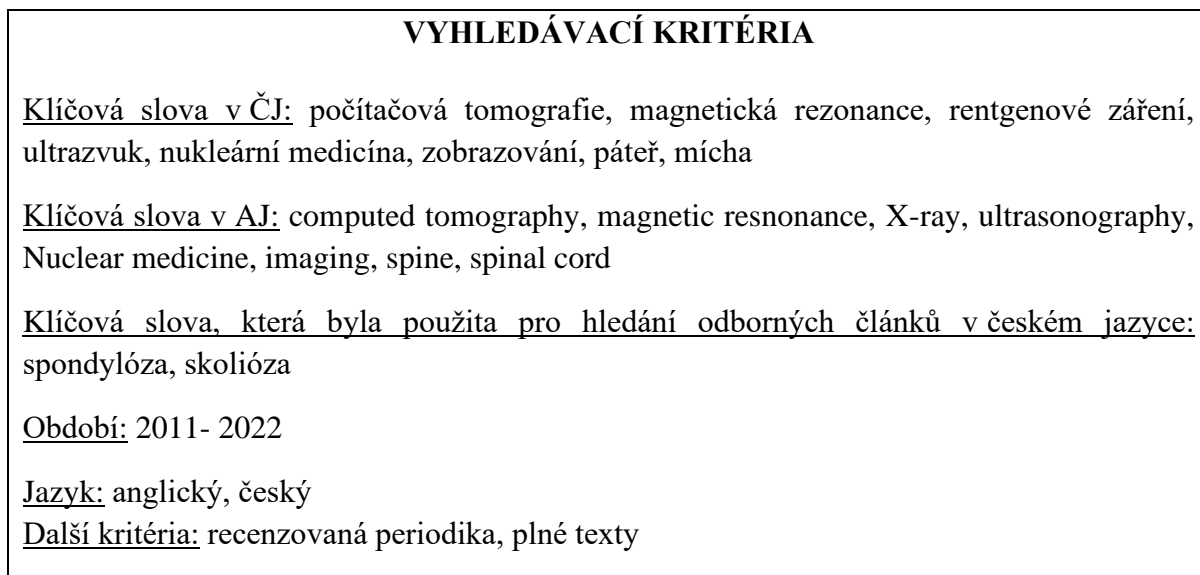 VYHLEDÁVACÍ KRITÉRIA
Klíčová slova v ČJ: počítačová tomografie, magnetická rezonance, rentgenové záření,
ultrazvuk, nukleární medicína, zobrazování, páteř, mícha
Klíčová slova v AJ: computed tomography, magnetic resnonance, X-ray, ultrasonography,
Nuclear medicine, imaging, spine, spinal cord
Klíčová slova, která byla použita pro hledání odborných článků v českém jazyce:
spondylóza, skolióza
Období: 2011- 2022
Jazyk: anglický, český
Další kritéria: recenzovaná periodika, plné texty